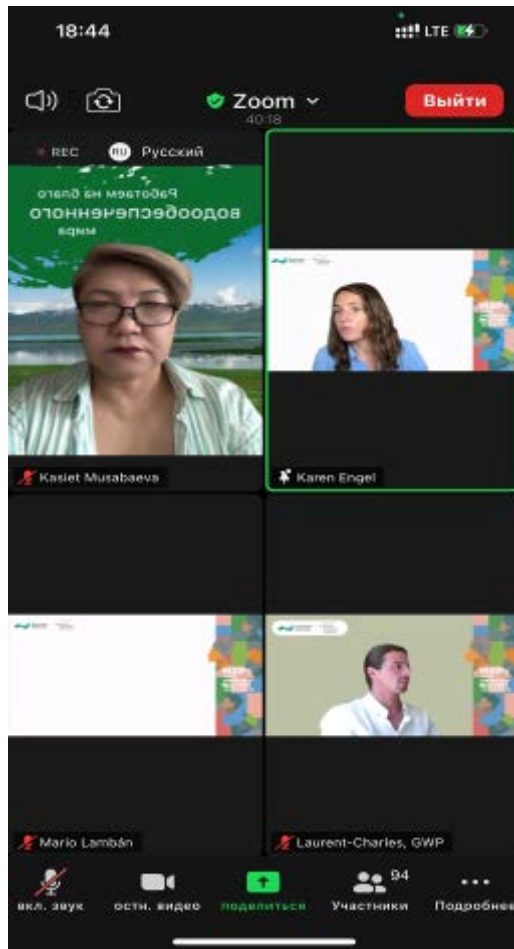 18:44
LTE
Zoom
40:18
Выйти
REC
RU Русский
Работаем на благо
водообеспеченного
мира
Kasiet Musabaeva
Karen Engel
Mario Lambán
Laurent-Charles, GWP
вкл. звук
остн. видео
поделиться
Участники
94
Подробнее